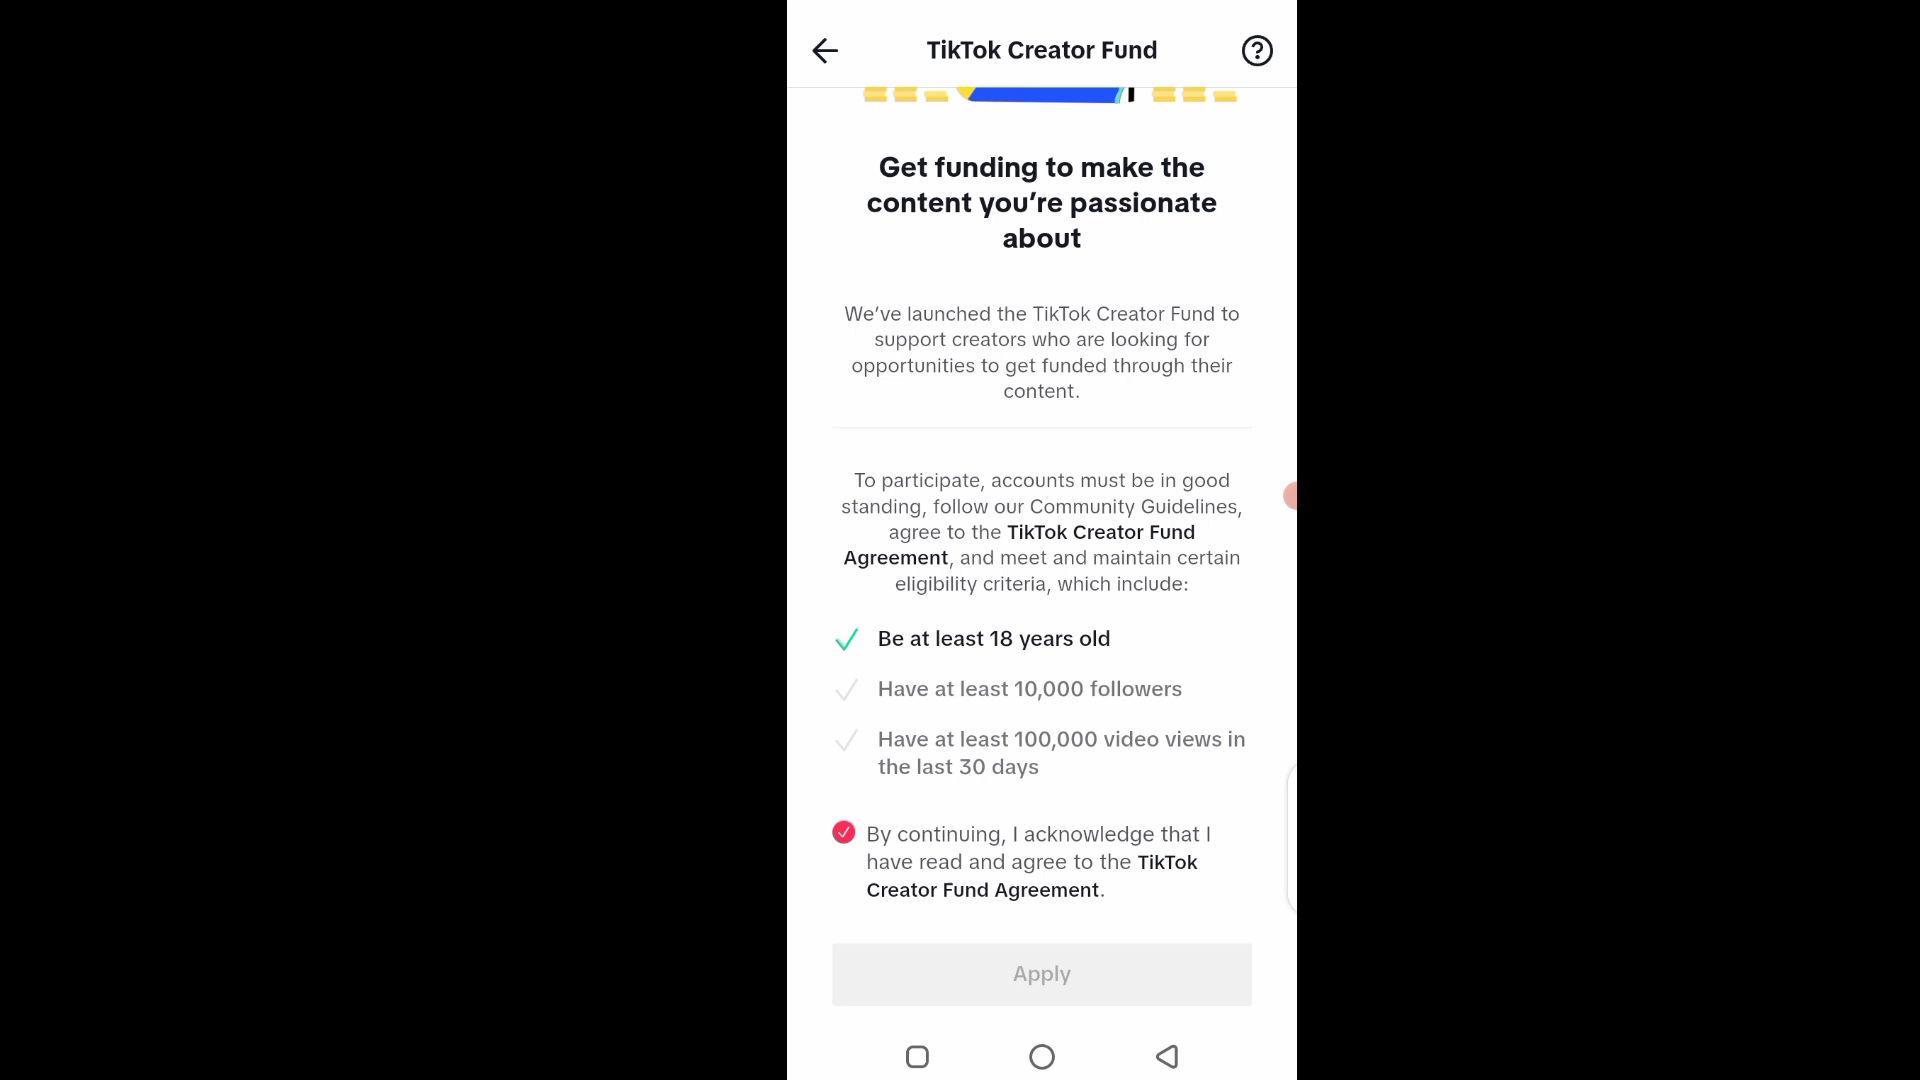 TikTok Creator Fund
Get funding to make the
content you’re passionate
about
We’ve launched the TikTok Creator Fund to
support creators who are looking for
opportunities to get funded through their
content.
To participate, accounts must be in good
standing, follow our Community Guidelines,
agree to the TikTok Creator Fund
Agreement, and meet and maintain certain
eligibility criteria, which include:
Be at least 18 years old
Have at least 10,000 followers
Have at least 100,000 video views in
the last 30 days
By continuing, I acknowledge that I
have read and agree to the TikTok
Creator Fund Agreement.
Apply